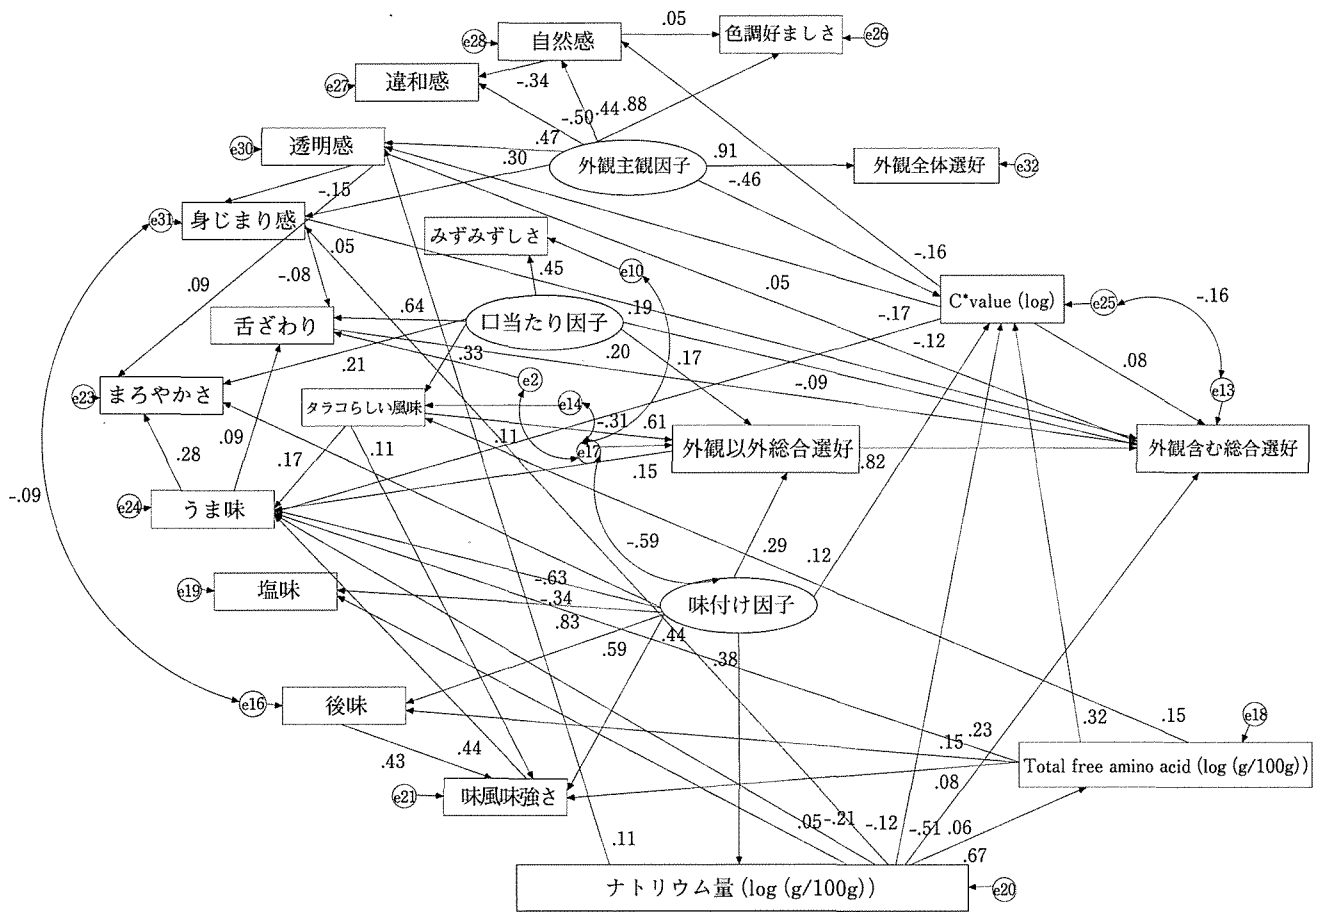 .05
e28
自然感
色調好ましさ
e26
e27
違和感
-.34
-.50
.44
.88
e30
透明感
.47
.30
外観主観因子
.91
外観全体選好
e32
-.15
-.46
e31
身じまり感
みずみずしさ
.05
-.08
.45
e10
-.16
.09
.05
C*value (log)
e25
-.16
舌ざわり
.64
口当たり因子
.19
-.17
-.12
.21
.33
.20
.17
.08
e23
まろやかさ
e2
-.09
e13
タラコらしい風味
e14
.28
.09
.17
.11
.11
-.31
.61
e17
外観以外総合選好
.82
外観含む総合選好
.15
-.09
e24
うま味
-.59
.29
.12
e19
塩味
-.63
-.34
味付け因子
.83
.59
.44
.38
e16
後味
.23
.15
.32
.15
e18
.43
.44
Total free amino acid (log (g/100g))
.08
e21
味風味強さ
.11
.05
-.21
-.12
-.51
.06
.67
ナトリウム量 (log (g/100g))
e20